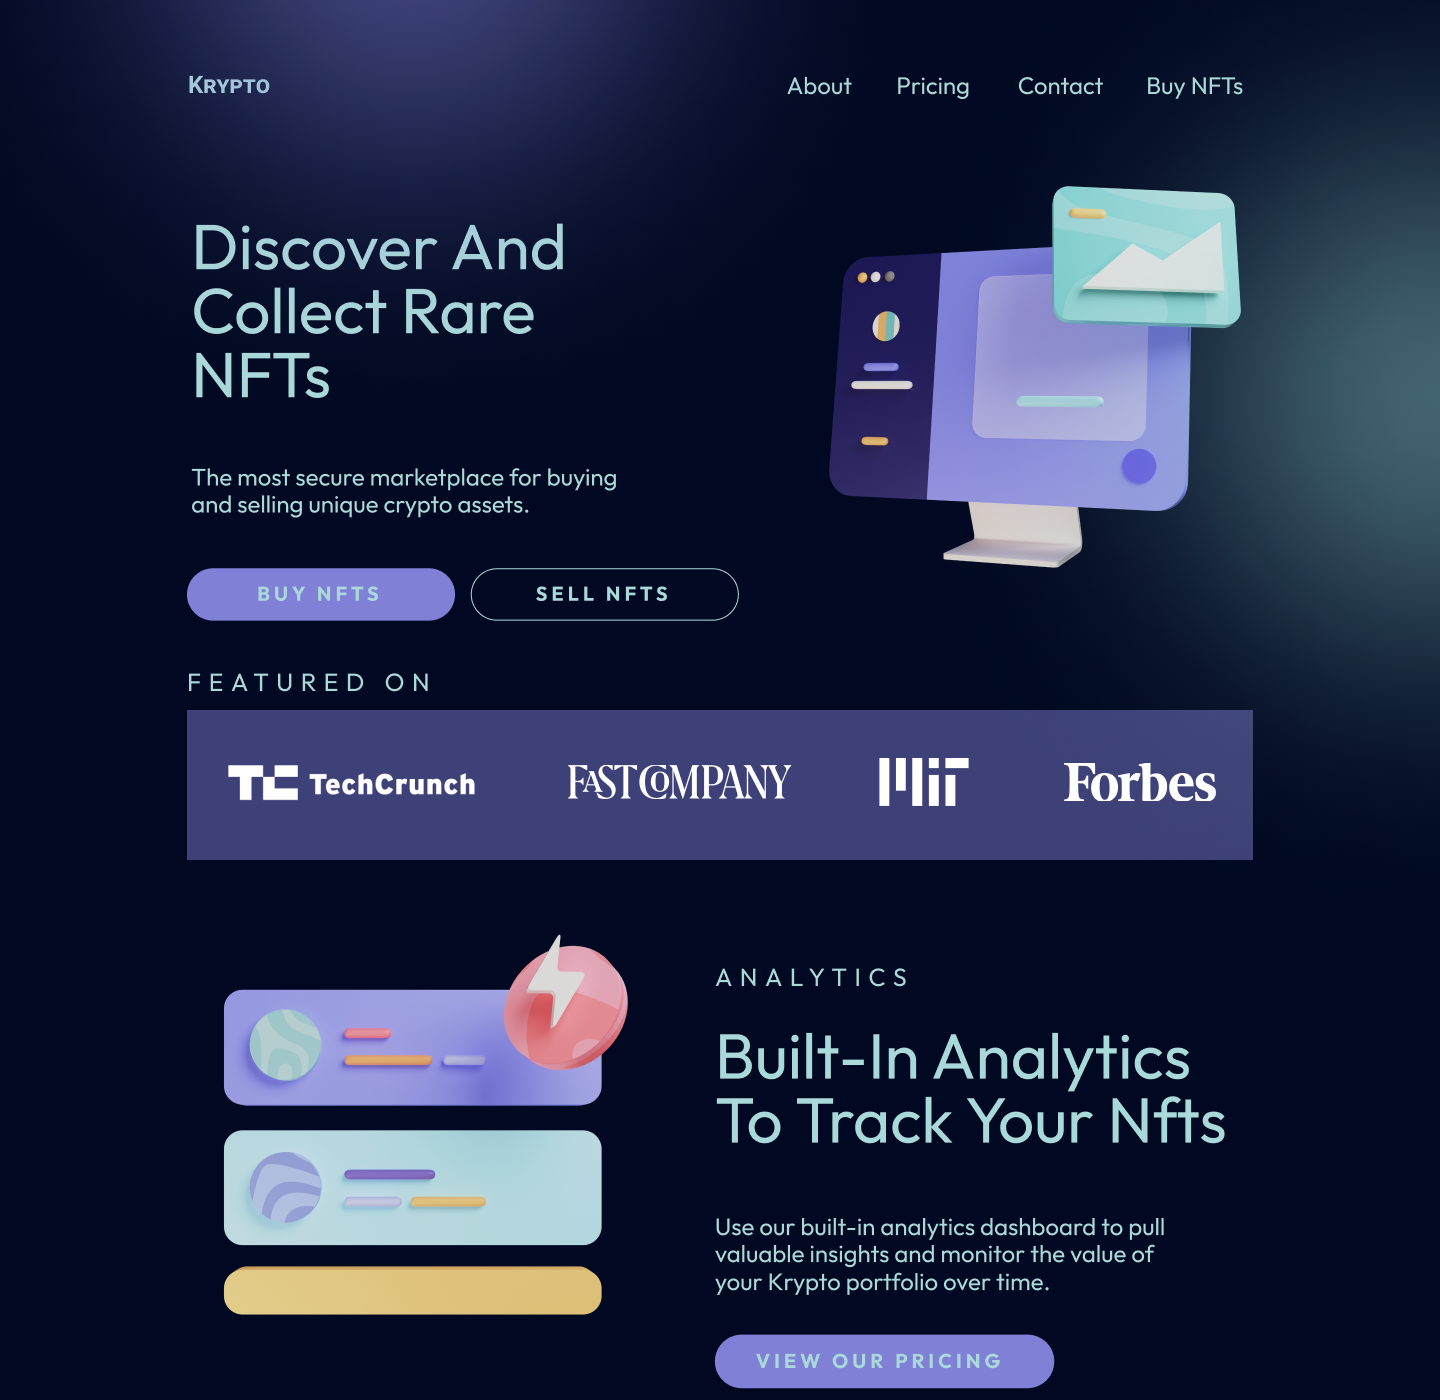 KRYPTO
About Pricing Contact Buy NFTs
Discover And
Collect Rare
NFTs
The most secure marketplace for buying
and selling unique crypto assets.
BUY NFTS SELL NFTS
FEATURED ON
TC TechCrunch FAST COMPANY MIT Forbes
ANALYTICS
Built-In Analytics
To Track Your Nfts
Use our built-in analytics dashboard to pull
valuable insights and monitor the value of
your Krypto portfolio over time.
VIEW OUR PRICING